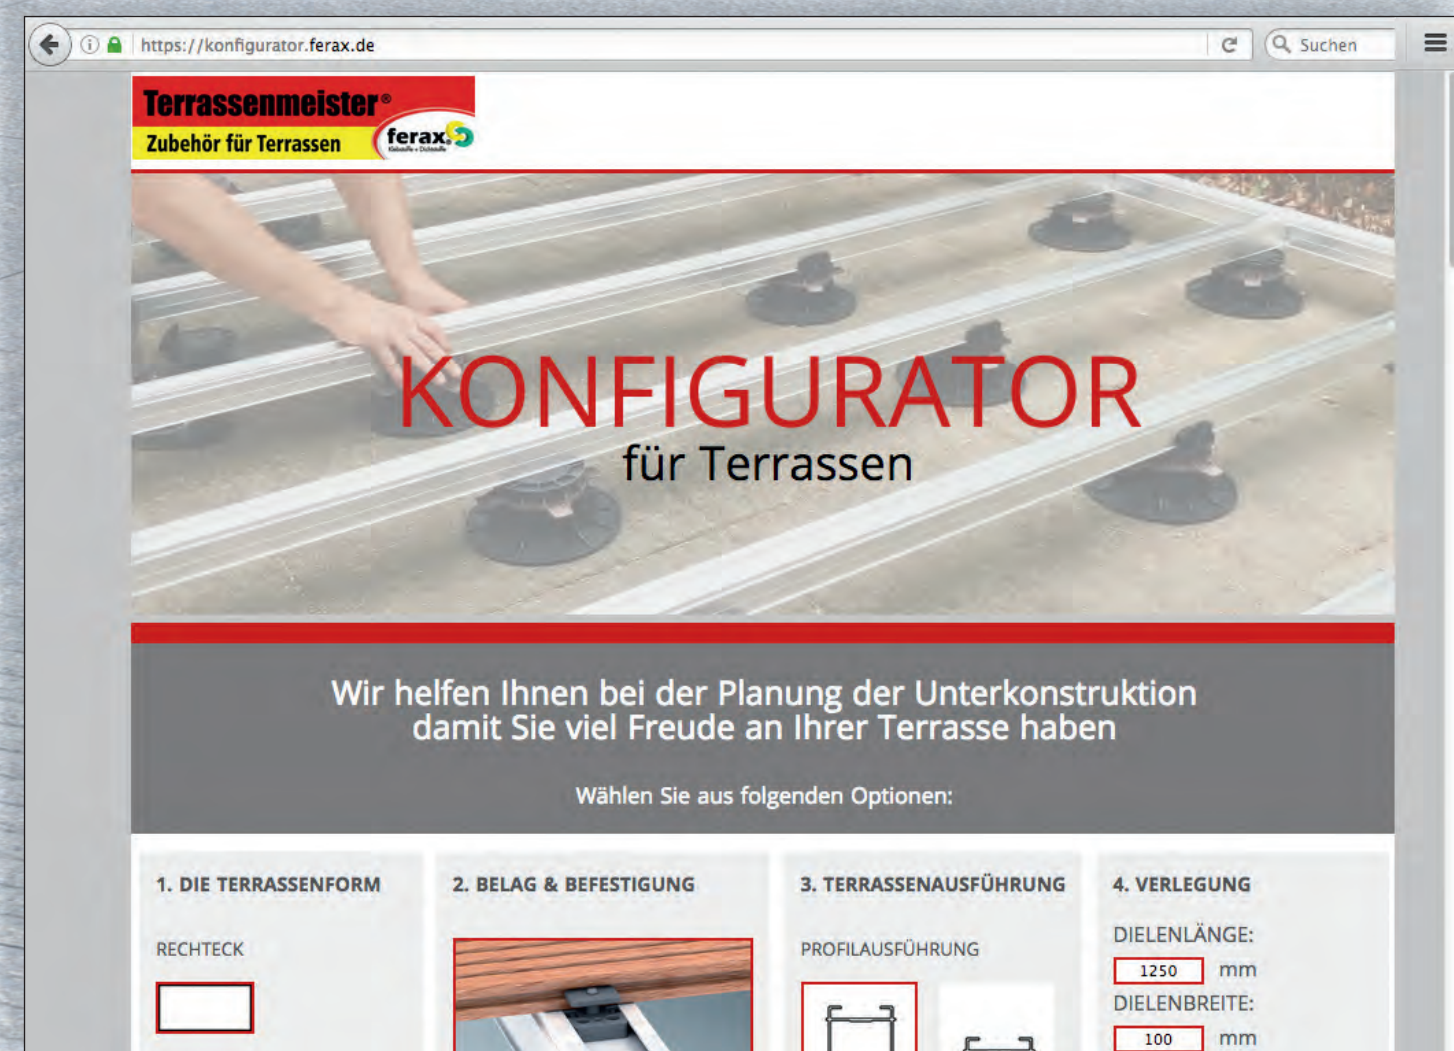 https://konfigurator.ferax.de
Suchen
Terrassenmeister®
Zubehör für Terrassen
ferax
Klebstoffe + Dichtstoffe
KONFIGURATOR
für Terrassen
Wir helfen Ihnen bei der Planung der Unterkonstruktion
damit Sie viel Freude an Ihrer Terrasse haben
Wählen Sie aus folgenden Optionen:
1. DIE TERRASSENFORM
RECHTECK
2. BELAG & BEFESTIGUNG
3. TERRASSENAUSFÜHRUNG
PROFILAUSFÜHRUNG
4. VERLEGUNG
DIELENLÄNGE:
1250 mm
DIELENBREITE:
100 mm